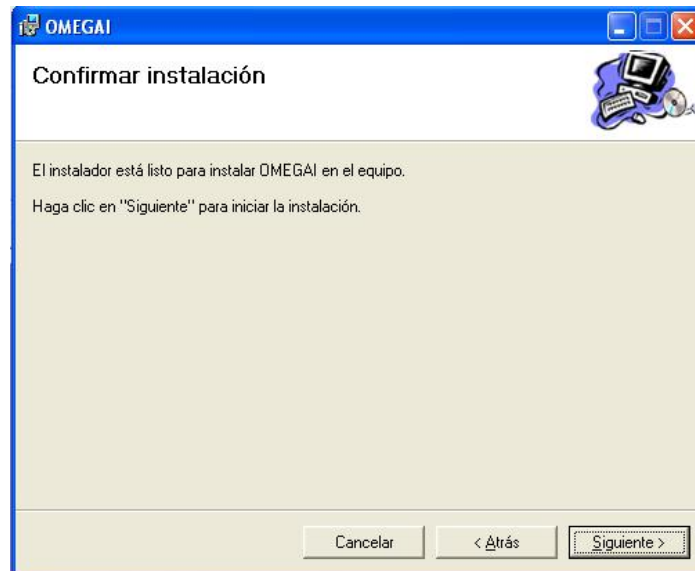 OMEGAI
Confirmar instalación
El instalador está listo para instalar OMEGAI en el equipo.
Haga clic en "Siguiente" para iniciar la instalación.
Cancelar < Atrás Siguiente >